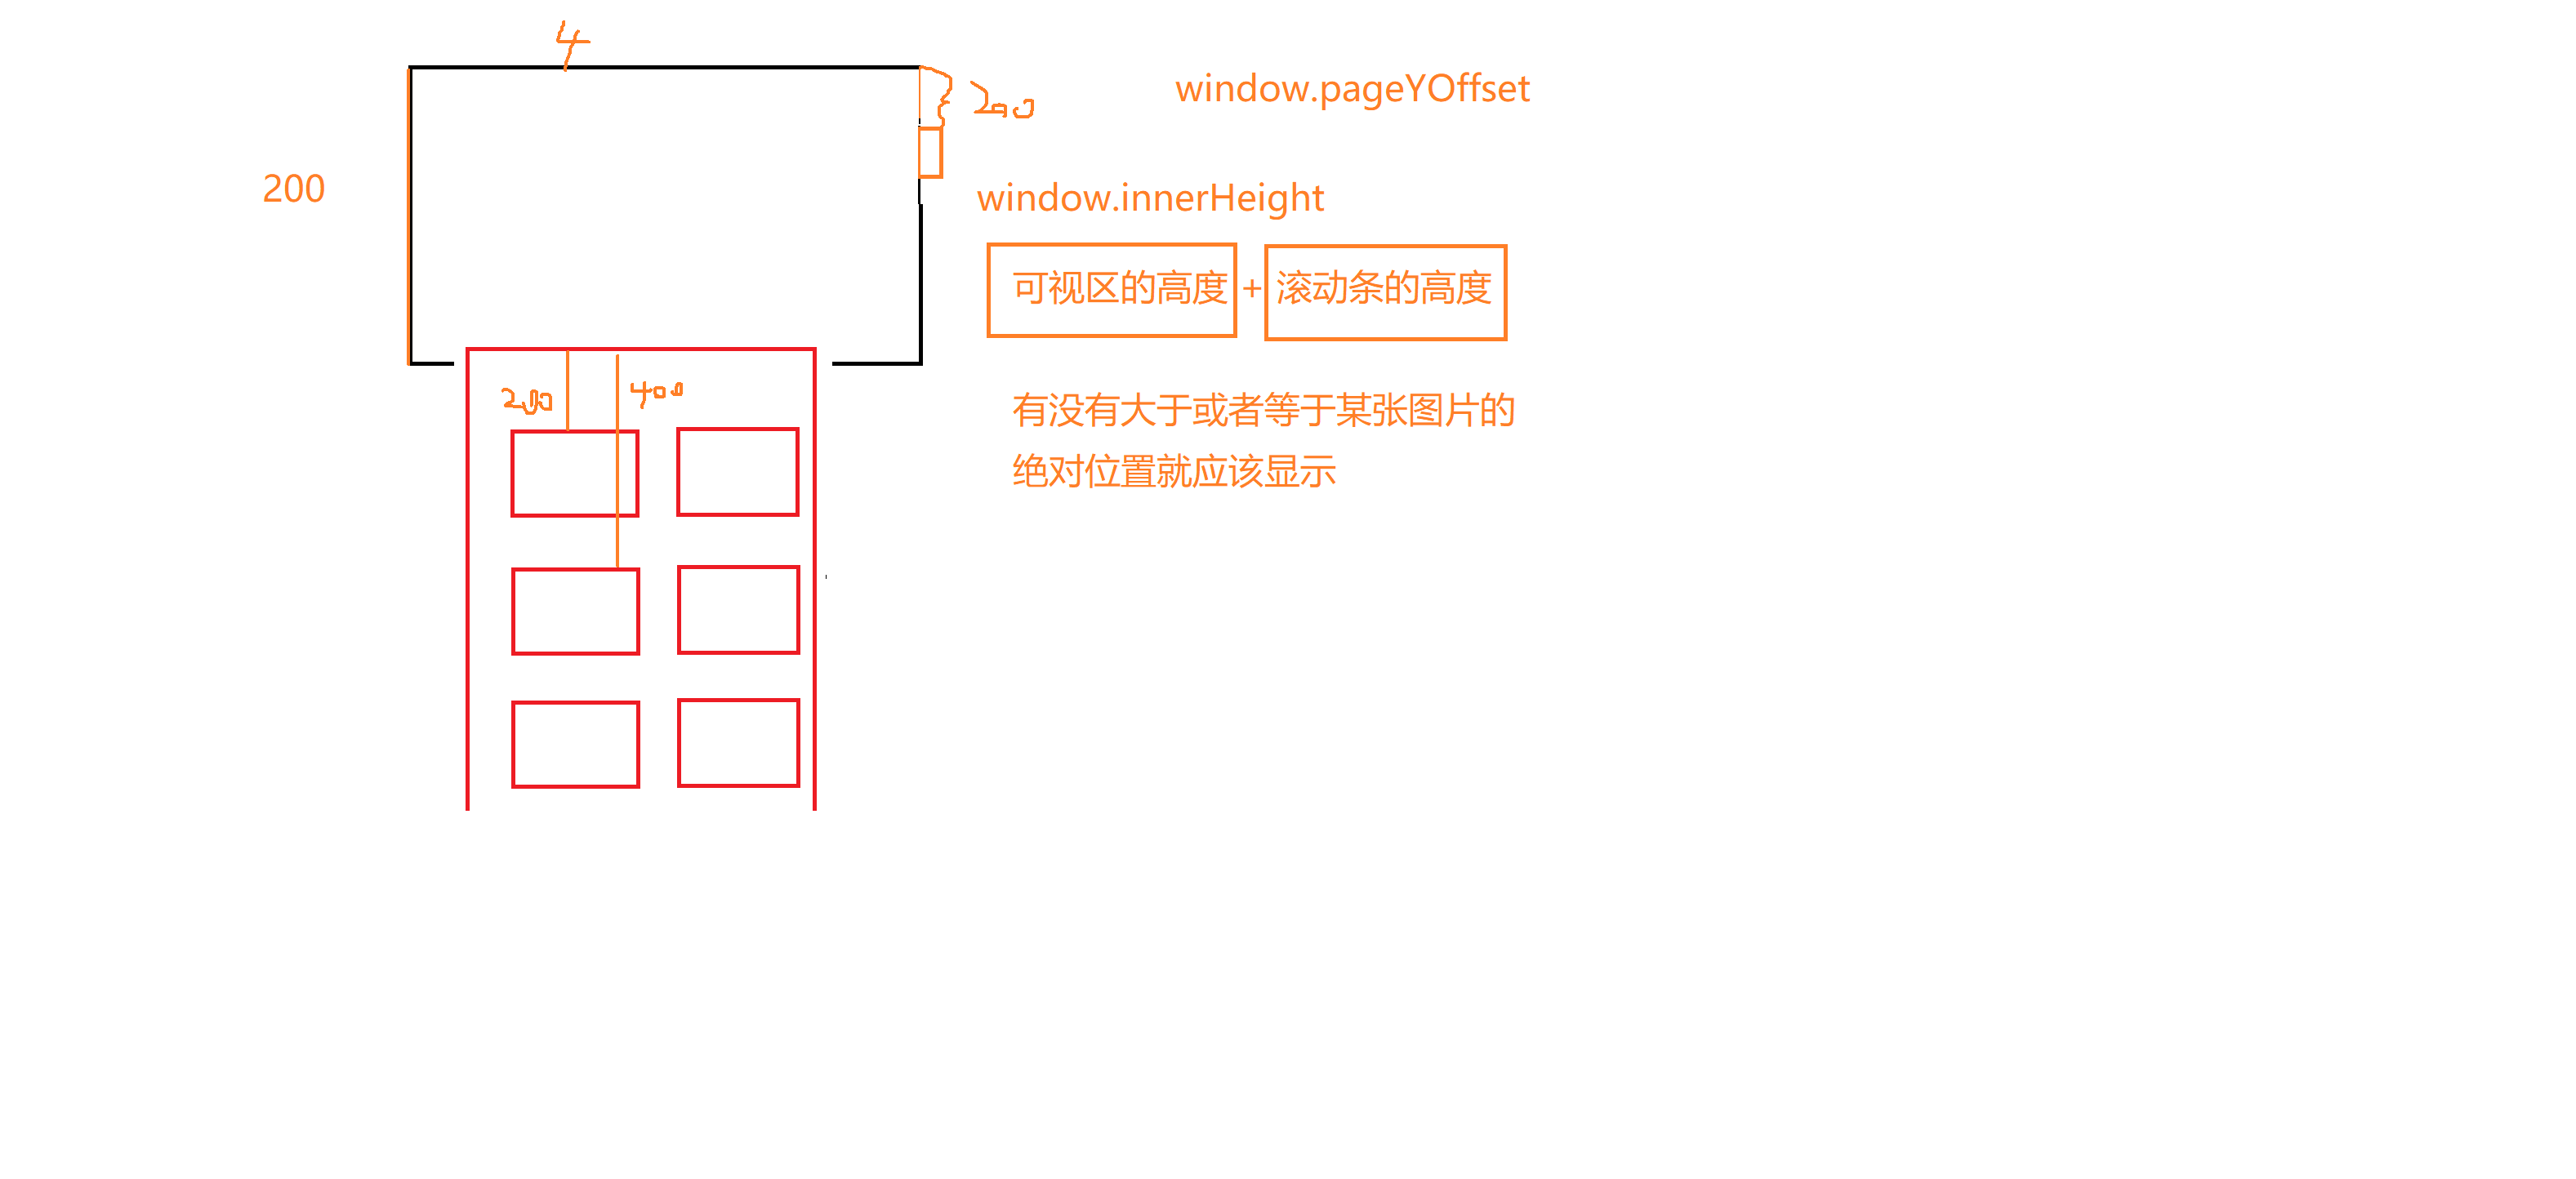 4
200
window.pageYOffset
200
window.innerHeight
可视区的高度 + 滚动条的高度
200
400
有没有大于或者等于某张图片的
绝对位置就应该显示